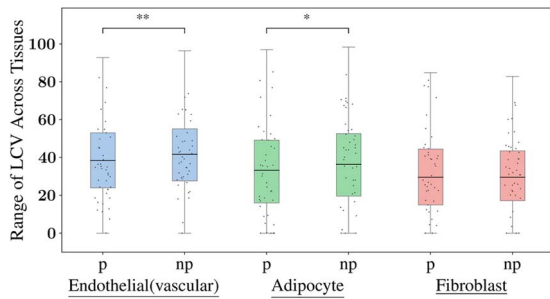 ** *
Range of LCV Across Tissues
100
80
60
40
20
0
p np p np p np
Endothelial(vascular) Adipocyte Fibroblast